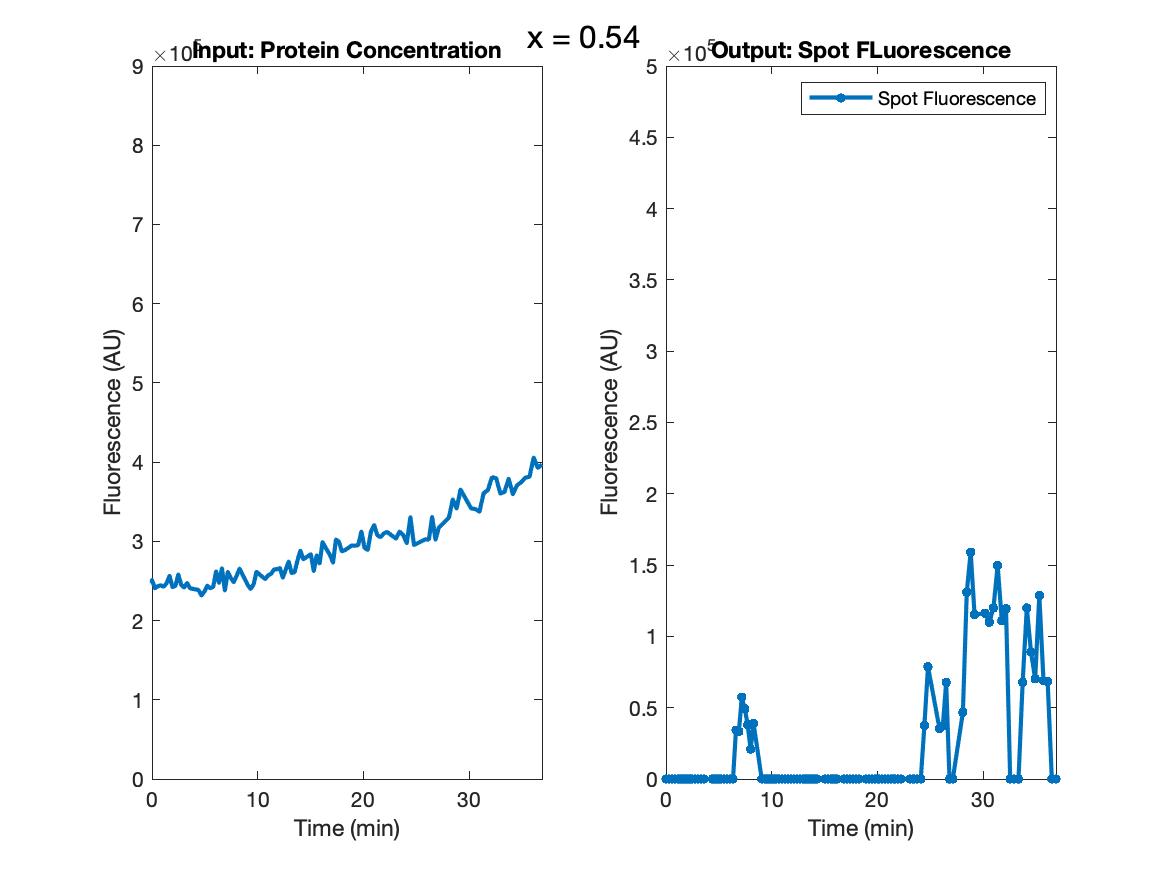 x = 0.54
×10⁵
Input: Protein Concentration
9
8
7
6
5
4
3
2
1
0
Fluorescence (AU)
0 10 20 30
Time (min)
×10⁵
Output: Spot FLuorescence
Spot Fluorescence
5
4.5
4
3.5
3
2.5
2
1.5
1
0.5
0
Fluorescence (AU)
0 10 20 30
Time (min)